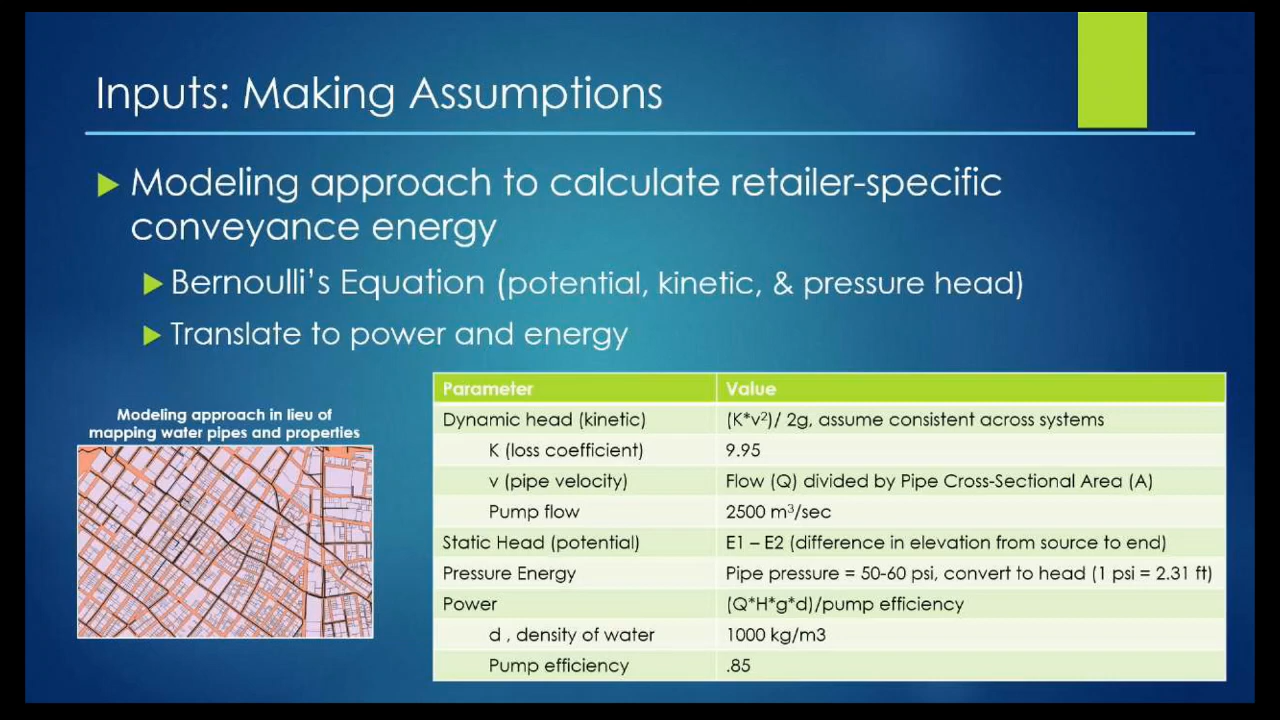 Inputs: Making Assumptions
Modeling approach to calculate retailer-specific
conveyance energy
Bernoulli's Equation (potential, kinetic, & pressure head)
Translate to power and energy
Modeling approach in lieu of
mapping water pipes and properties
Parameter Value
Dynamic head (kinetic) (K*v²)/ 2g, assume consistent across systems
K (loss coefficient) 9.95
v (pipe velocity) Flow (Q) divided by Pipe Cross-Sectional Area (A)
Pump flow 2500 m³/sec
Static Head (potential) E1 – E2 (difference in elevation from source to end)
Pressure Energy Pipe pressure = 50-60 psi, convert to head (1 psi = 2.31 ft)
Power (Q*H*g*d)/pump efficiency
d , density of water 1000 kg/m3
Pump efficiency .85